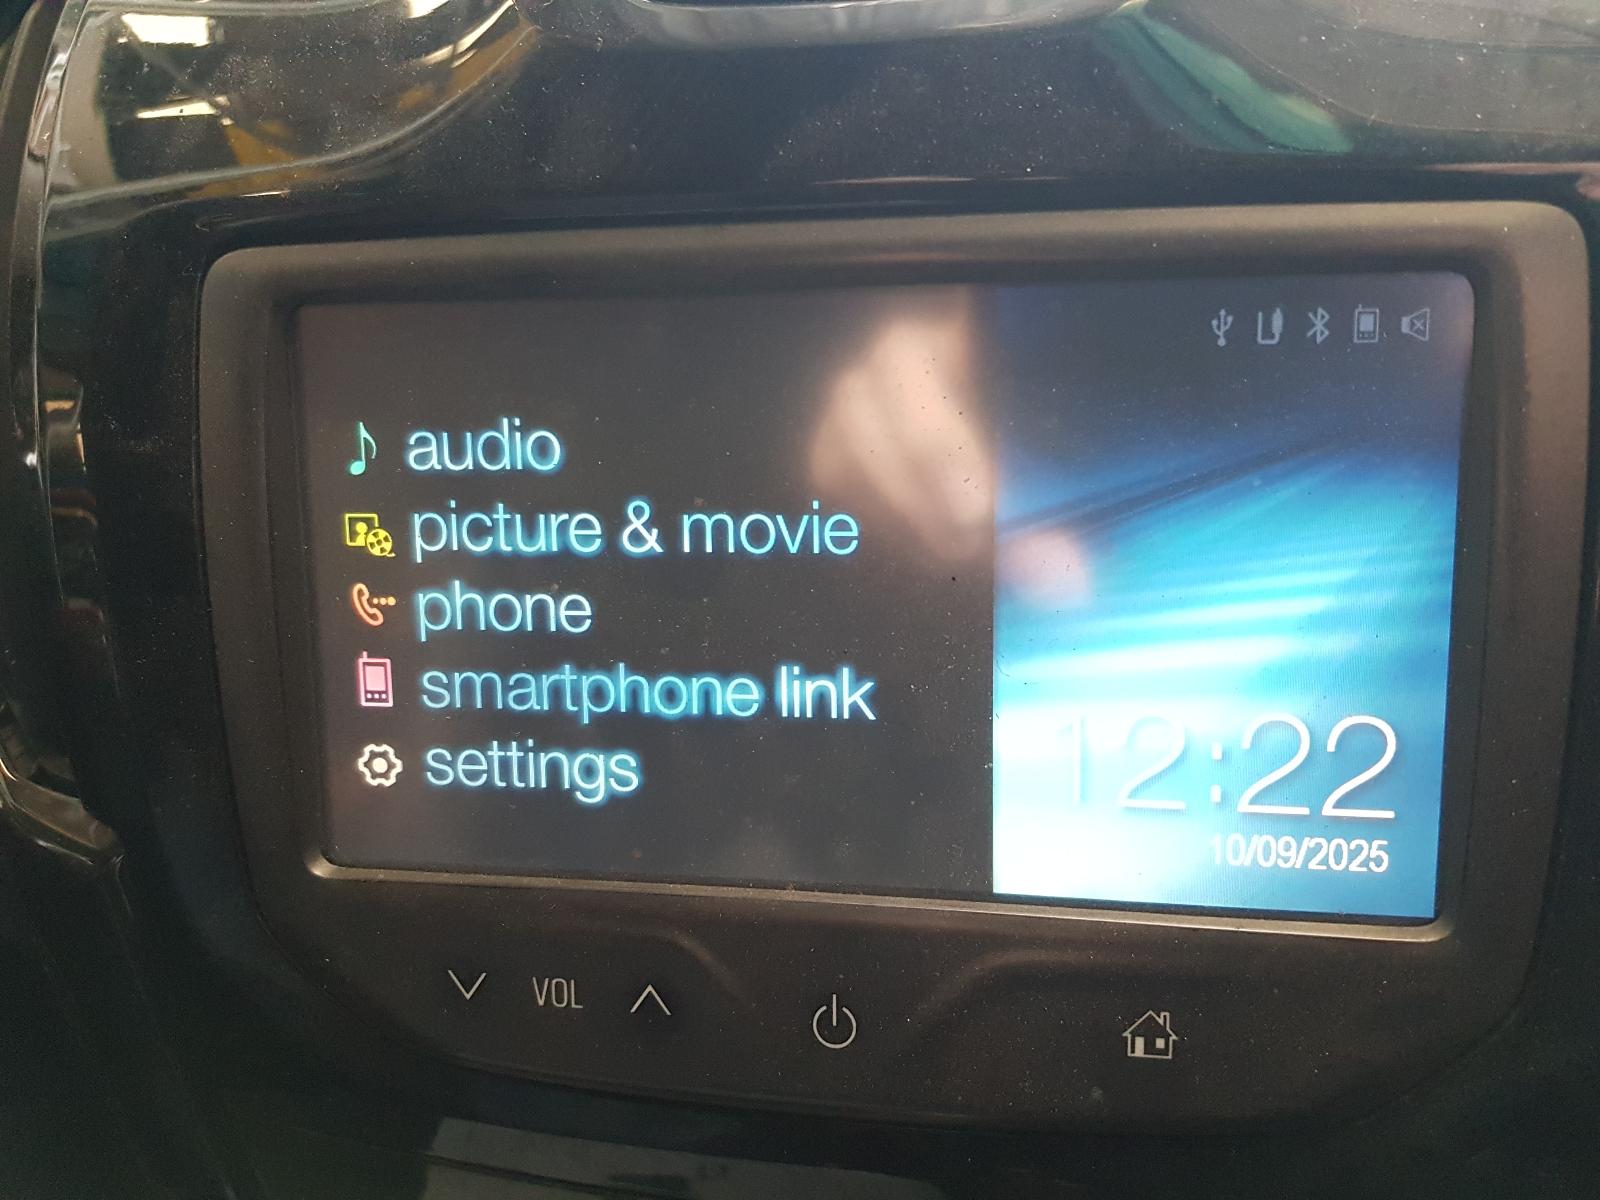 audio
picture & movie
phone
smartphone link
settings
12:22
10/09/2025
VOL